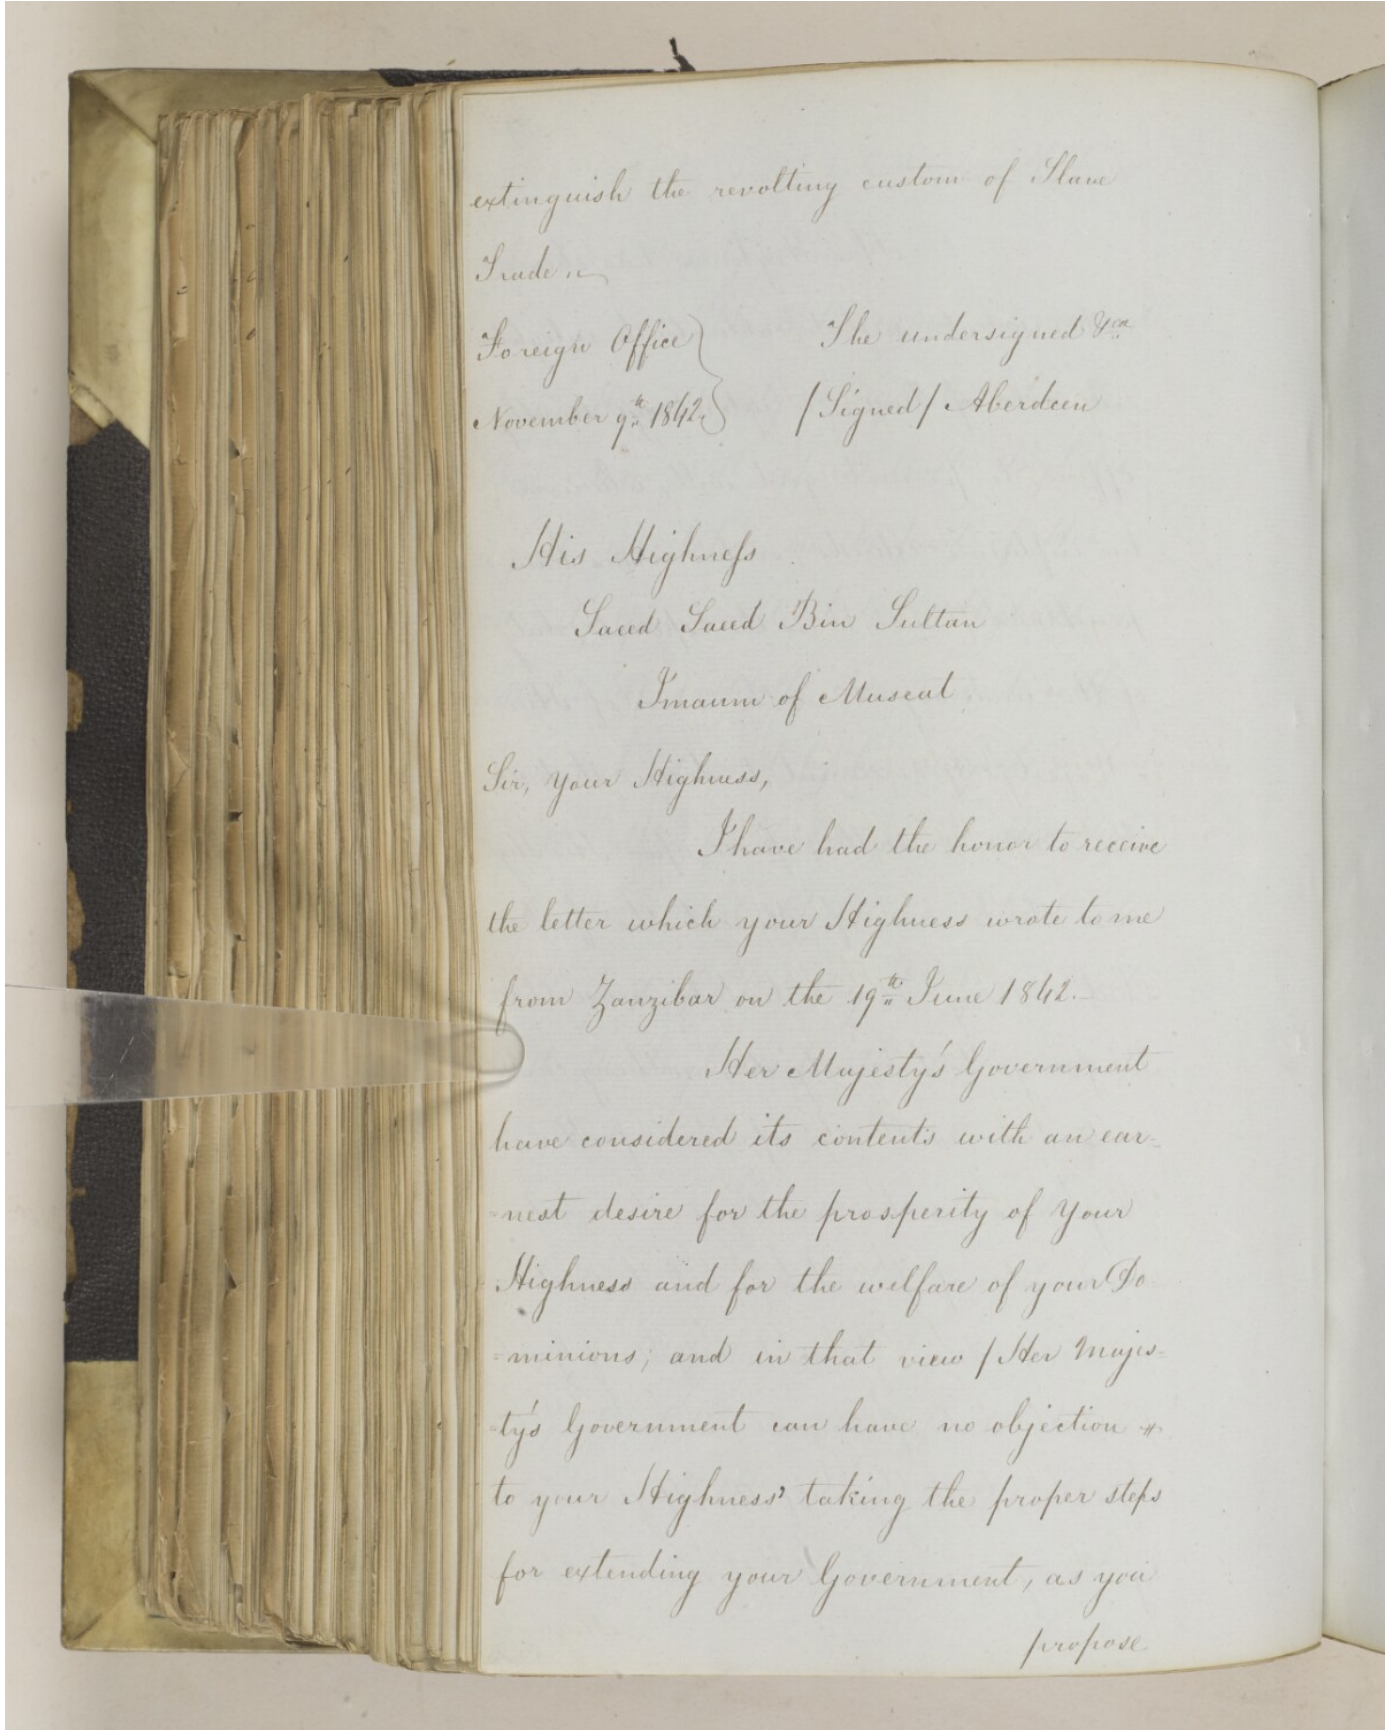 extinguish the revolting custom of Slave
Trade.
Foreign Office
November 9th 1842.
The undersigned &ca
/Signed/ Aberdeen
His Highneſs
Saeed Saeed Bin Sultan
Imaum of Muscat
Sir, Your Highness,
I have had the honor to receive
the letter which your Highness wrote to me
from Zanzibar on the 19th June 1842.
Her Majesty's Government
have considered its contents with an ear-
-nest desire for the prosperity of Your
Highness and for the welfare of your Do
=minions; and in that view / Her Majes=
-ty's Government can have no objection
to your Highness' taking the proper steps
for extending your Government, as you
propose